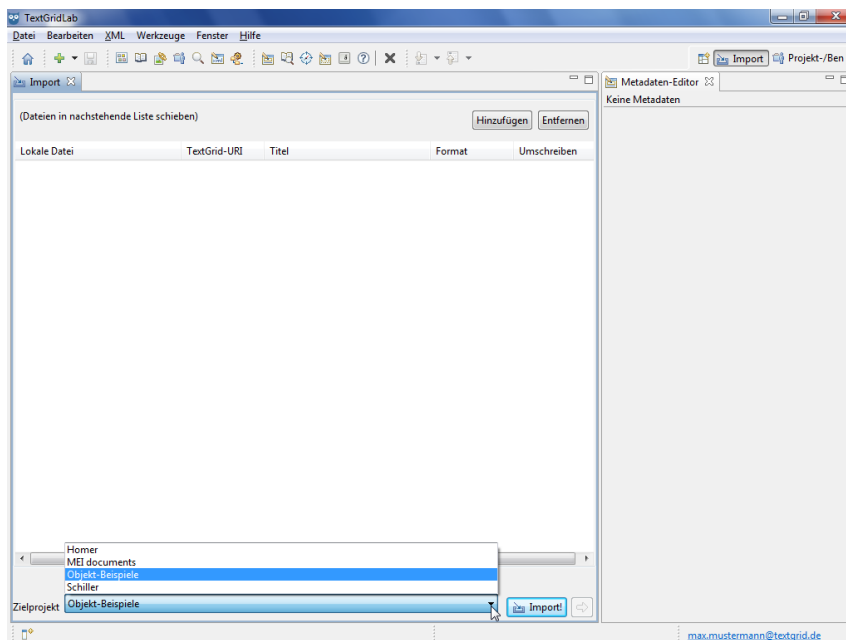 TextGridLab
Datei Bearbeiten XML Werkzeuge Fenster Hilfe
Import Projekt-/Ben
Import Metadaten-Editor
Keine Metadaten
(Dateien in nachstehende Liste schieben) Hinzufügen Entfernen
Lokale Datei TextGrid-URI Titel Format Umschreiben
Homer
MEI documents
Objekt-Beispiele
Schiller
Zielprojekt Objekt-Beispiele Import!
max.mustermann@textgrid.de